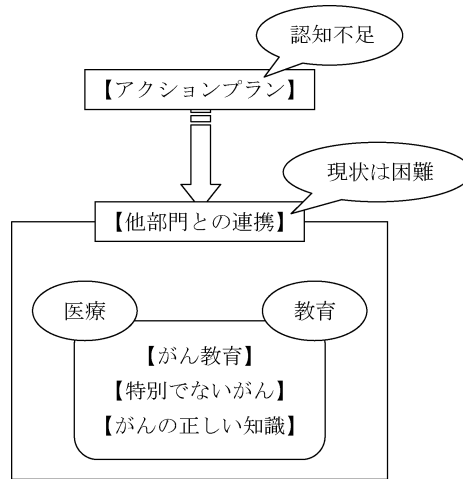 認知不足
【アクションプラン】
現状は困難
【他部門との連携】
医療
教育
【がん教育】
【特別でないがん】
【がんの正しい知識】